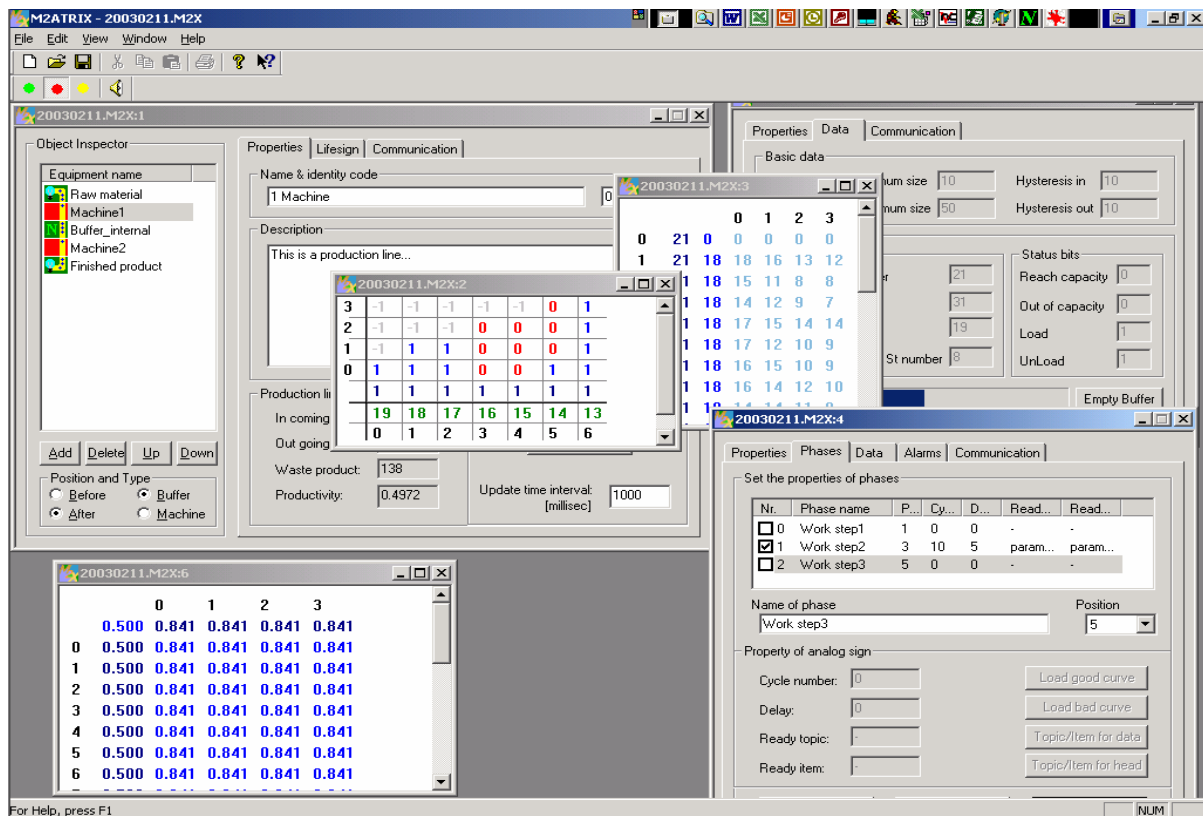 M2ATRIX - 20030211.M2X
File Edit View Window Help
20030211.M2X:1
Object Inspector
Equipment name
Raw material
Machine1
Buffer_internal
Machine2
Finished product
Add Delete Up Down
Position and Type
Before Buffer
After Machine
Properties Lifesign Communication
Name & identity code
1 Machine 0
Description
This is a production line...
Production li
In coming
Out going
Waste product: 138
Productivity: 0.4972
Update time interval: 1000
[millisec]
20030211.M2X:2
3 -1 -1 -1 -1 -1 0 1
2 -1 -1 -1 0 0 0 1
1 -1 1 1 0 0 0 1
0 1 1 1 0 0 1 1
1 1 1 1 1 1 1
19 18 17 16 15 14 13
0 1 2 3 4 5 6
20030211.M2X:3
0 1 2 3
0 21 0 0 0 0 0
1 21 18 18 16 13 12
1 18 15 11 8 8
1 18 14 12 9 7
1 18 17 15 14 14
1 18 17 12 10 9
1 18 16 15 10 9
1 18 16 14 12 10
Properties Data Communication
Basic data
num size 10 Hysteresis in 10
mum size 50 Hysteresis out 10
Status bits
er 21 Reach capacity 0
31 Out of capacity 0
19 Load 1
St number 8 UnLoad 1
Empty Buffer
20030211.M2X:4
Properties Phases Data Alarms Communication
Set the properties of phases
Nr. Phase name P... Cy... D... Read... Read...
0 Work step1 1 0 0 - -
1 Work step2 3 10 5 param... param...
2 Work step3 5 0 0 - -
Name of phase Position
Work step3 5
Property of analog sign
Cycle number: 0 Load good curve
Delay: 0 Load bad curve
Ready topic: - Topic/Item for data
Ready item: - Topic/Item for head
20030211.M2X:6
0 1 2 3
0.500 0.841 0.841 0.841 0.841
0 0.500 0.841 0.841 0.841 0.841
1 0.500 0.841 0.841 0.841 0.841
2 0.500 0.841 0.841 0.841 0.841
3 0.500 0.841 0.841 0.841 0.841
4 0.500 0.841 0.841 0.841 0.841
5 0.500 0.841 0.841 0.841 0.841
6 0.500 0.841 0.841 0.841 0.841
For Help, press F1 NUM